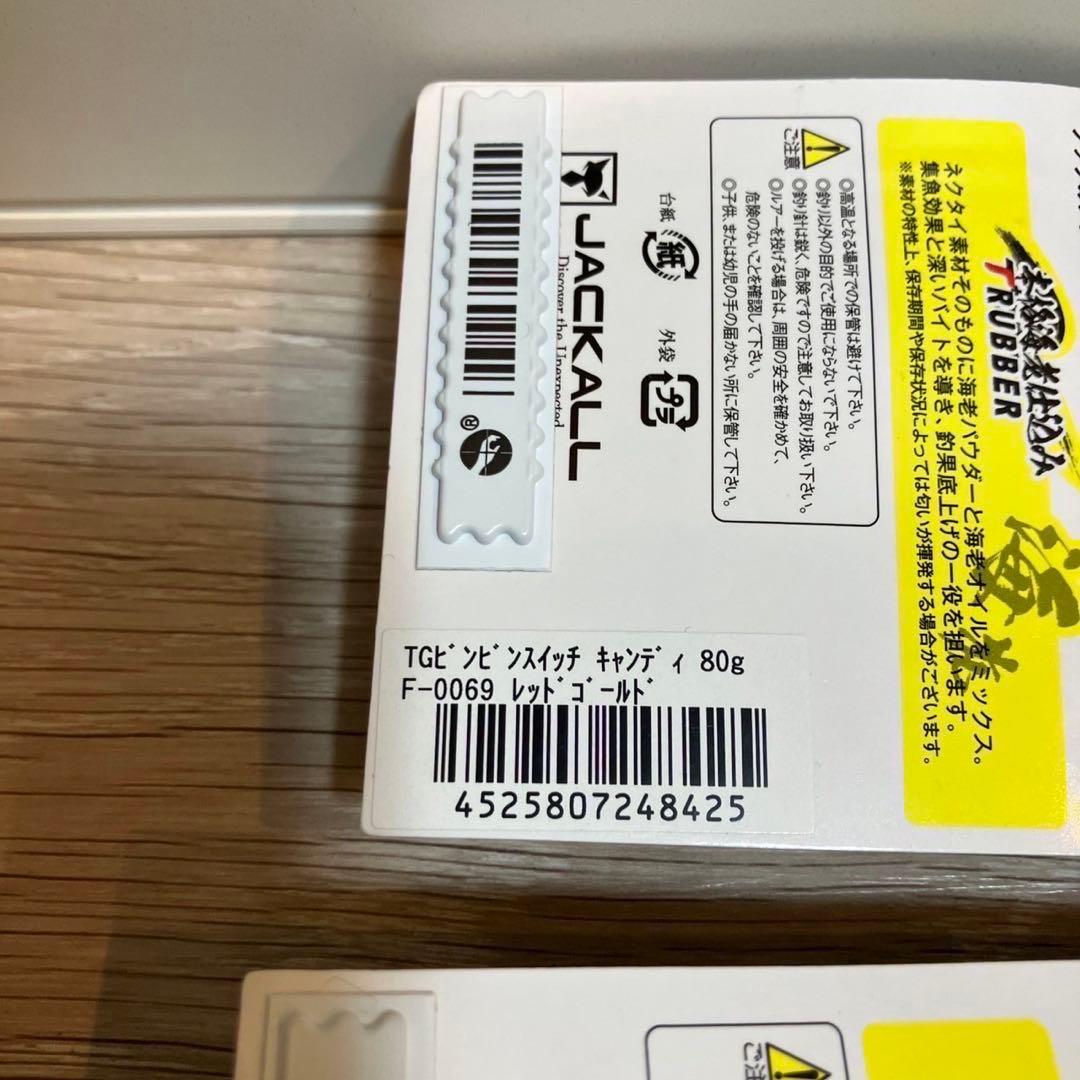 JACKALL
Discover the Unexpected
®
台紙
紙
外袋
プラ
ご注意
◎高温となる場所での保管は避けて下さい。
◎釣り以外の目的でご使用にならないで下さい。
◎釣り針は鋭く、危険ですので注意してお取り扱い下さい。
◎ルアーを投げる場合は、周囲の安全を確かめて、
危険のないことを確認して下さい。
◎子供、または幼児の手の届かない所に保管して下さい。
本極海老仕込み
T RUBBER
ネクタイ素材そのものに海老パウダーと海老オイルをミックス。
集魚効果と深いバイトを導き、釣果底上げの一役を担います。
※素材の特性上、保存期間や保存状況によっては匂いが揮発する場合がございます。
TGﾋﾞﾝﾋﾞﾝｽｲｯﾁ ｷｬﾝﾃﾞｨ 80g
F-0069 ﾚｯﾄﾞｺﾞｰﾙﾄﾞ
4525807248425
ご注